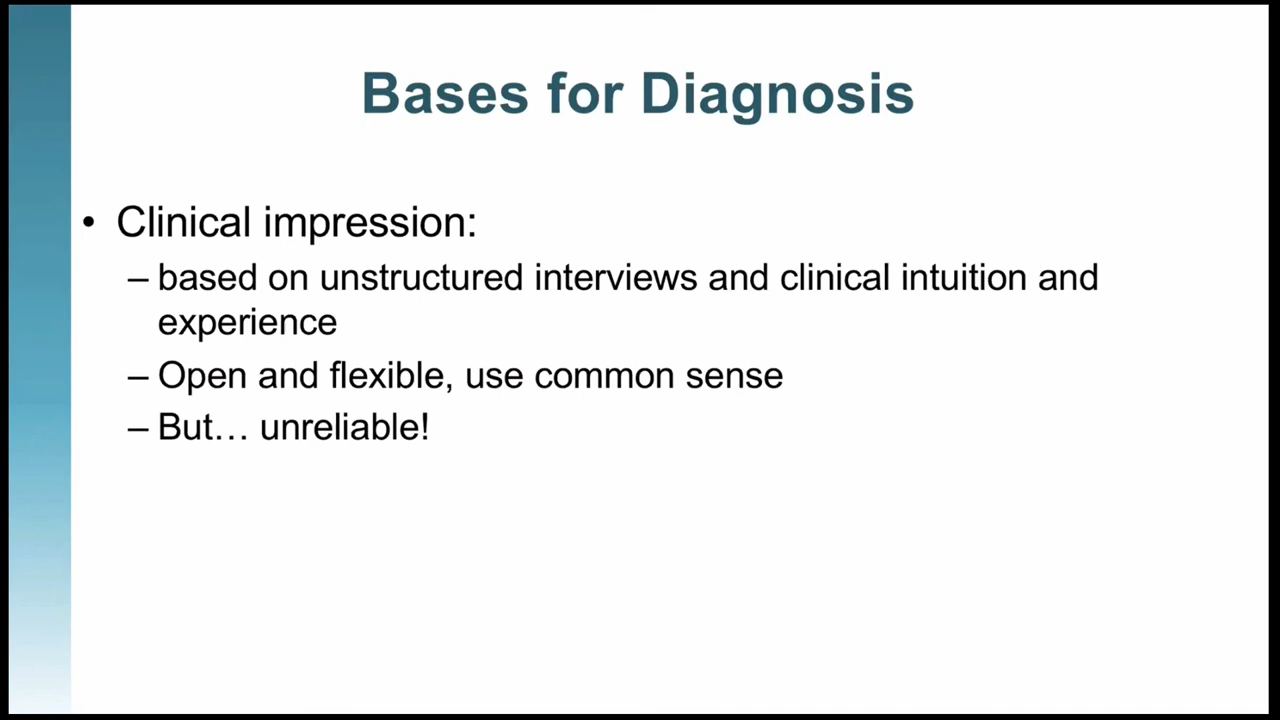 Bases for Diagnosis
• Clinical impression:
– based on unstructured interviews and clinical intuition and
experience
– Open and flexible, use common sense
– But… unreliable!